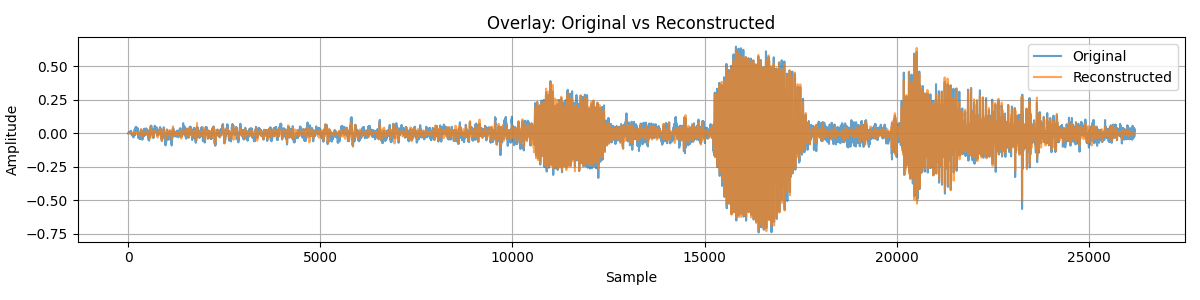 Overlay: Original vs Reconstructed
Amplitude
0.50
0.25
0.00
−0.25
−0.50
−0.75
Original
Reconstructed
0
5000
10000
15000
20000
25000
Sample